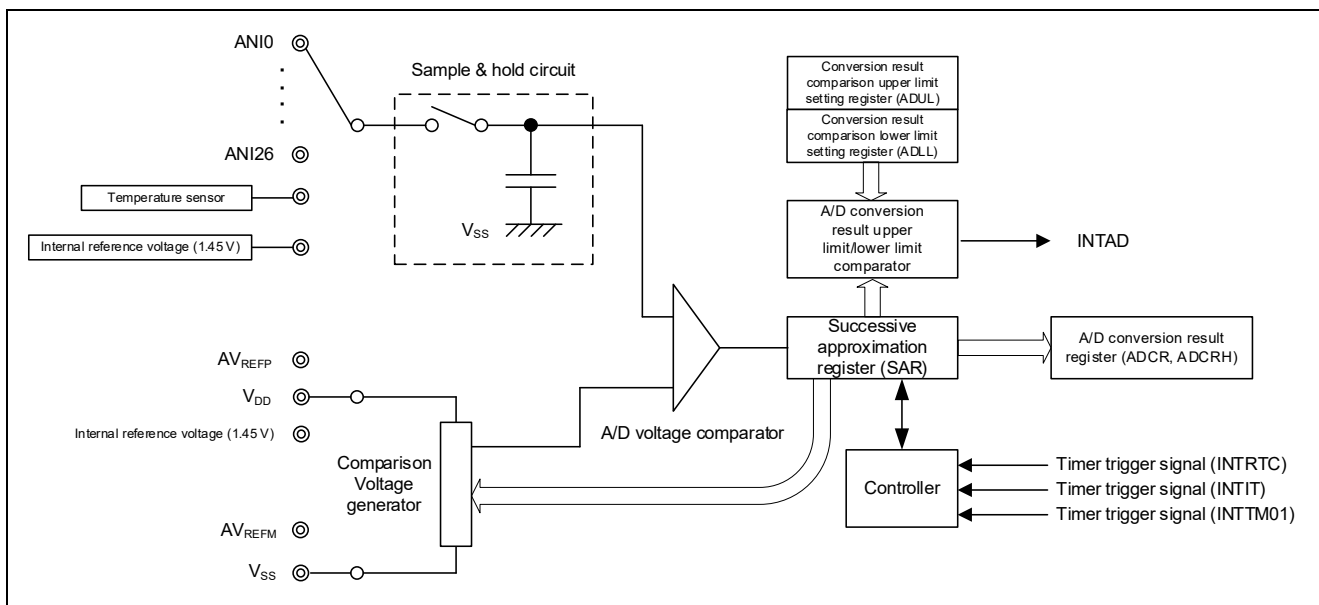 ANI0
ANI26
Temperature sensor
Internal reference voltage (1.45 V)
Sample & hold circuit
VSS
Conversion result
comparison upper limit
setting register (ADUL)
Conversion result
comparison lower limit
setting register (ADLL)
A/D conversion
result upper
limit/lower limit
comparator
INTAD
Successive
approximation
register (SAR)
A/D conversion result
register (ADCR, ADCRH)
AVREFP
VDD
Internal reference voltage (1.45 V)
AVREFM
VSS
Comparison
Voltage
generator
A/D voltage comparator
Controller
Timer trigger signal (INTRTC)
Timer trigger signal (INTIT)
Timer trigger signal (INTTM01)